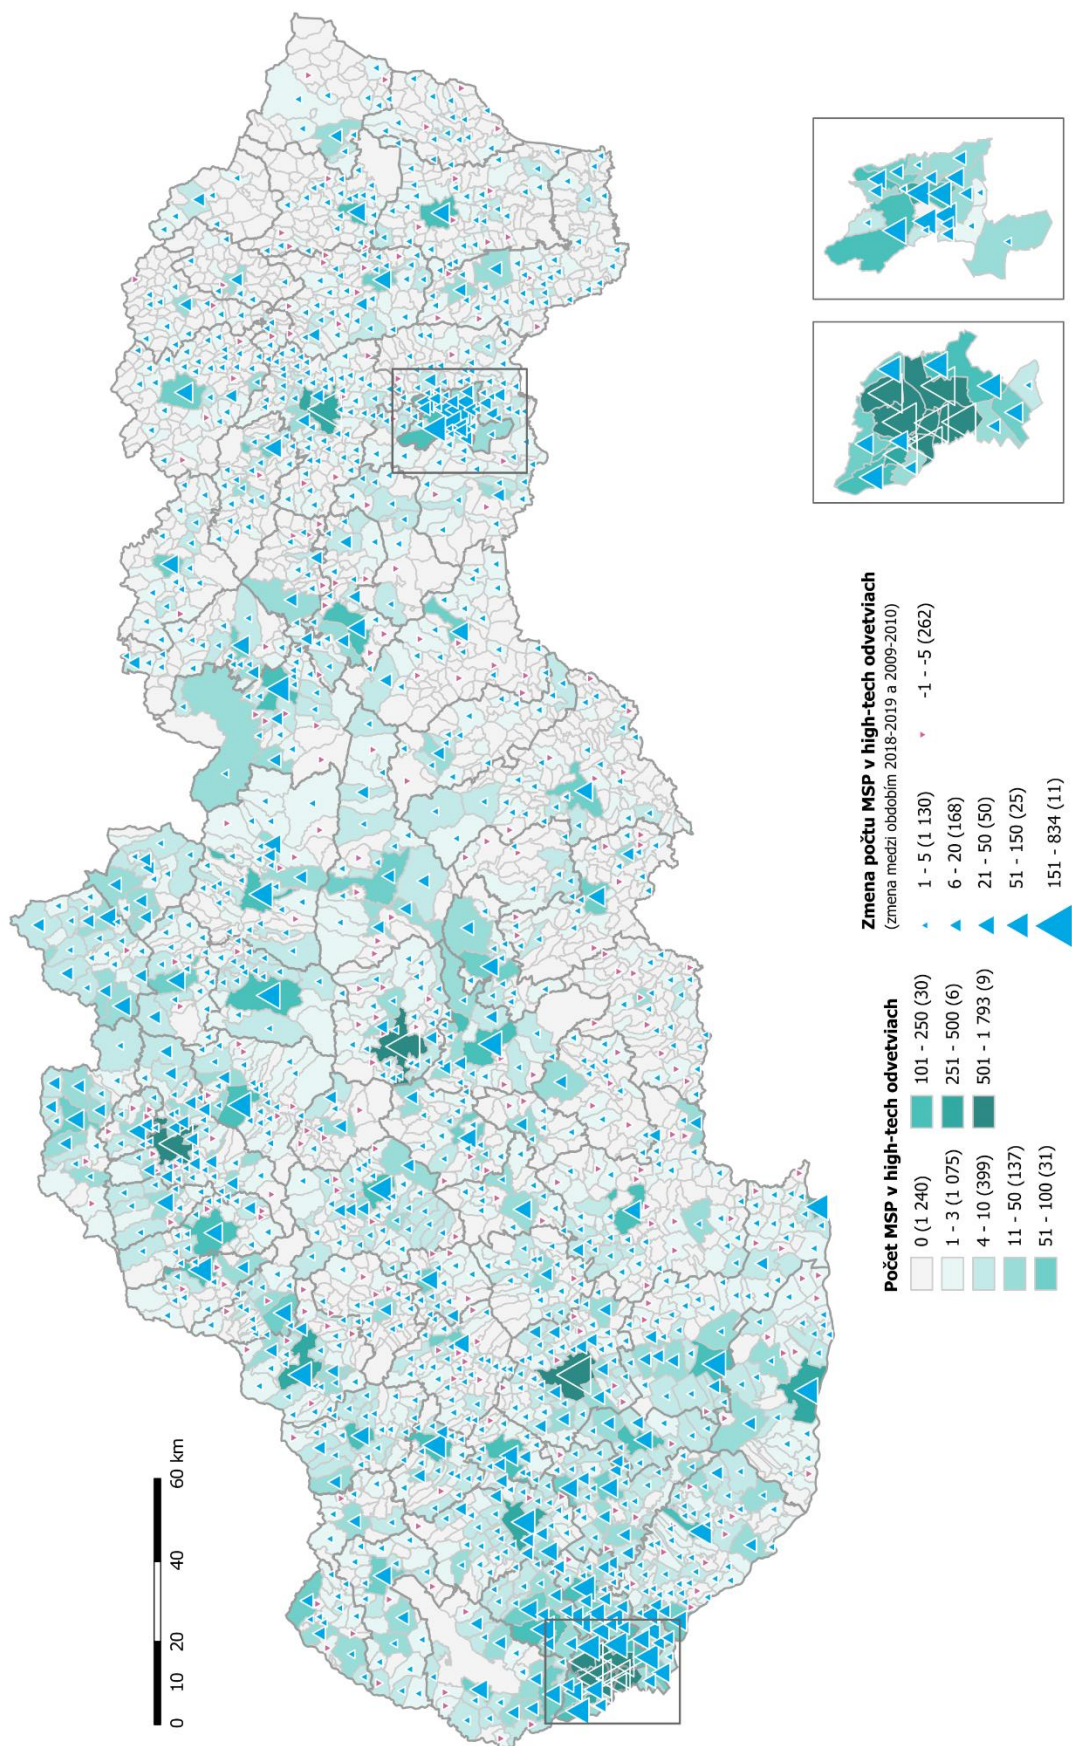 0 10 20 40 60 km
Počet MSP v high-tech odvetviach
0 (1 240)
1 - 3 (1 075)
4 - 10 (399)
11 - 50 (137)
51 - 100 (31)
101 - 250 (30)
251 - 500 (6)
501 - 1 793 (9)
Zmena počtu MSP v high-tech odvetviach
(zmena medzi obdobím 2018-2019 a 2009-2010)
1 - 5 (1 130)
6 - 20 (168)
21 - 50 (50)
51 - 150 (25)
151 - 834 (11)
-1 - -5 (262)